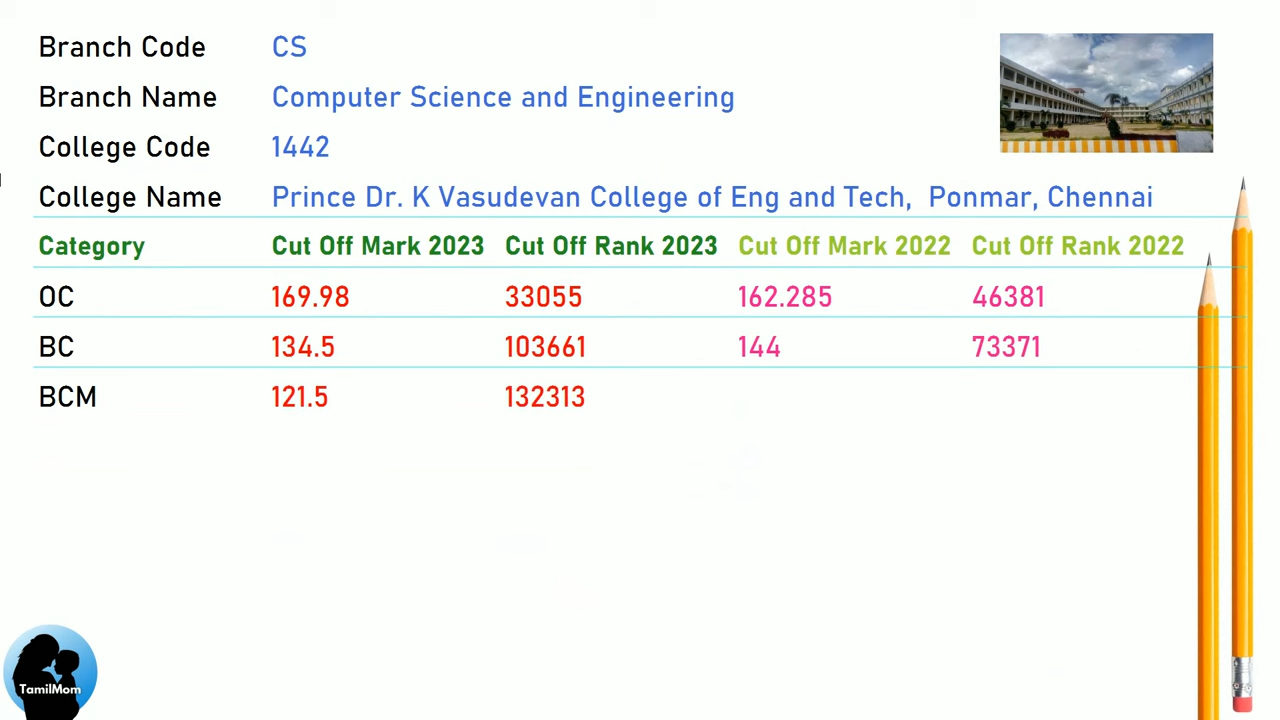 Branch Code CS
Branch Name Computer Science and Engineering
College Code 1442
College Name Prince Dr. K Vasudevan College of Eng and Tech, Ponmar, Chennai
Category Cut Off Mark 2023 Cut Off Rank 2023 Cut Off Mark 2022 Cut Off Rank 2022
OC 169.98 33055 162.285 46381
BC 134.5 103661 144 73371
BCM 121.5 132313
TamilMom